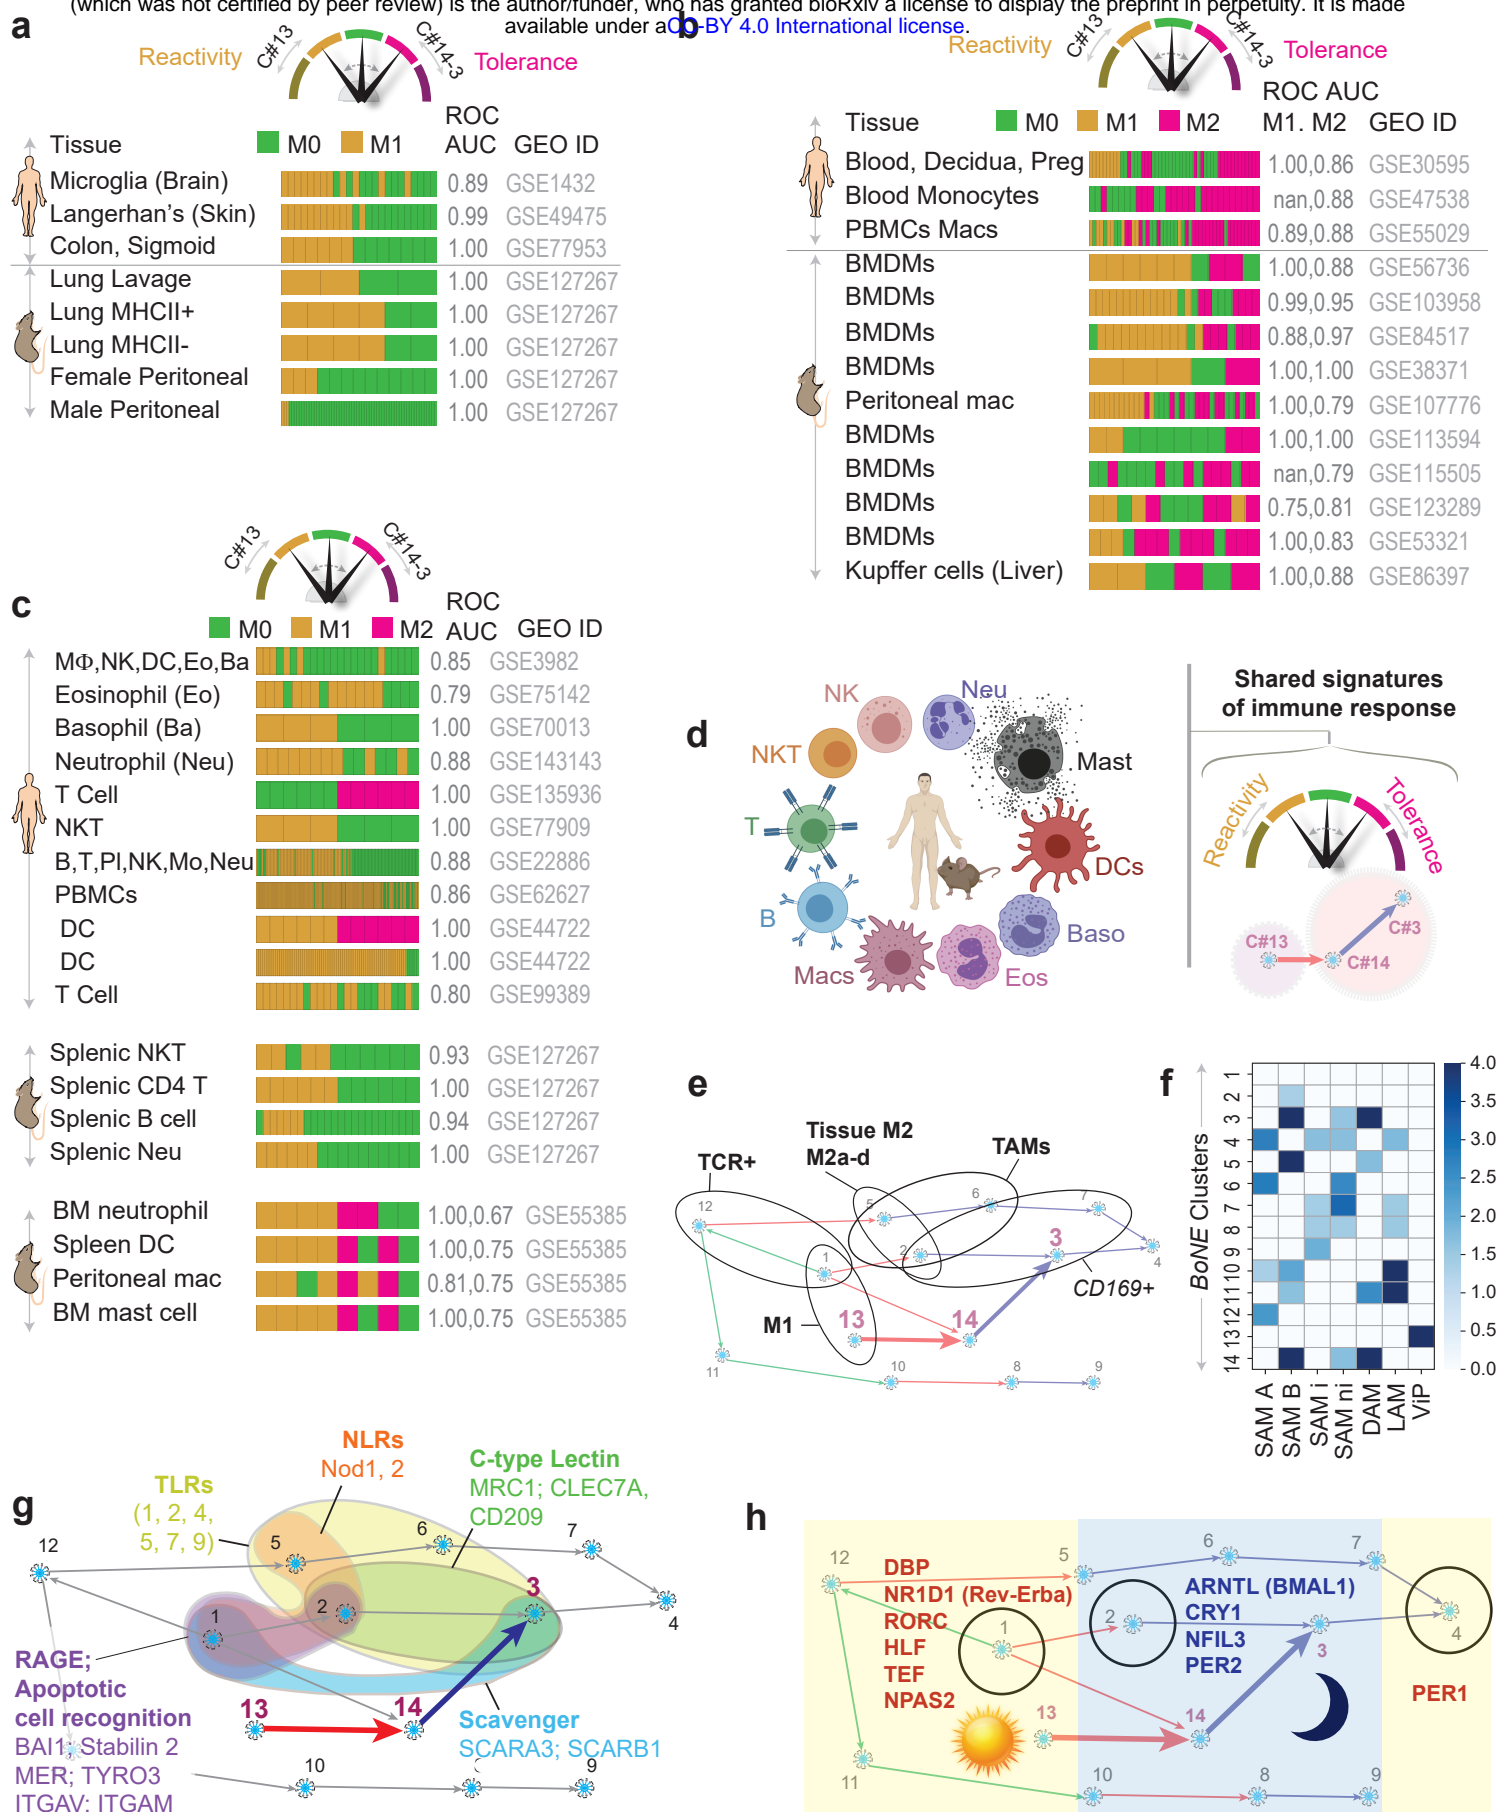 (which was not certified by peer review) is the author/funder, who has granted bioRxiv a license to display the preprint in perpetuity. It is made
available under aCC-BY 4.0 International license.
a
Reactivity
C#13
C#14-3
Tolerance
Tissue
M0
M1
ROC
AUC
GEO ID
Microglia (Brain) 0.89 GSE1432
Langerhan's (Skin) 0.99 GSE49475
Colon, Sigmoid 1.00 GSE77953
Lung Lavage 1.00 GSE127267
Lung MHCII+ 1.00 GSE127267
Lung MHCII- 1.00 GSE127267
Female Peritoneal 1.00 GSE127267
Male Peritoneal 1.00 GSE127267
b
Reactivity
C#13
C#14-3
Tolerance
Tissue
M0
M1
M2
ROC AUC
M1. M2
GEO ID
Blood, Decidua, Preg 1.00,0.86 GSE30595
Blood Monocytes nan,0.88 GSE47538
PBMCs Macs 0.89,0.88 GSE55029
BMDMs 1.00,0.88 GSE56736
BMDMs 0.99,0.95 GSE103958
BMDMs 0.88,0.97 GSE84517
BMDMs 1.00,1.00 GSE38371
Peritoneal mac 1.00,0.79 GSE107776
BMDMs 1.00,1.00 GSE113594
BMDMs nan,0.79 GSE115505
BMDMs 0.75,0.81 GSE123289
BMDMs 1.00,0.83 GSE53321
Kupffer cells (Liver) 1.00,0.88 GSE86397
c
C#13
C#14-3
M0
M1
M2
ROC
AUC
GEO ID
MΦ,NK,DC,Eo,Ba 0.85 GSE3982
Eosinophil (Eo) 0.79 GSE75142
Basophil (Ba) 1.00 GSE70013
Neutrophil (Neu) 0.88 GSE143143
T Cell 1.00 GSE135936
NKT 1.00 GSE77909
B,T,Pl,NK,Mo,Neu 0.88 GSE22886
PBMCs 0.86 GSE62627
DC 1.00 GSE44722
DC 1.00 GSE44722
T Cell 0.80 GSE99389
Splenic NKT 0.93 GSE127267
Splenic CD4 T 1.00 GSE127267
Splenic B cell 0.94 GSE127267
Splenic Neu 1.00 GSE127267
BM neutrophil 1.00,0.67 GSE55385
Spleen DC 1.00,0.75 GSE55385
Peritoneal mac 0.81,0.75 GSE55385
BM mast cell 1.00,0.75 GSE55385
d
NK
Neu
NKT
Mast
T
DCs
B
Baso
Macs
Eos
Shared signatures
of immune response
Reactivity
Tolerance
C#13
C#14
C#3
e
TCR+
Tissue M2
M2a-d
TAMs
12
5
6
7
1
2
3
4
CD169+
M1
13
14
11
10
8
9
f
BoNE Clusters
1
2
3
4
5
6
7
8
9
10
11
12
13
14
SAM A
SAM B
SAM i
SAM ni
DAM
LAM
ViP
4.0
3.5
3.0
2.5
2.0
1.5
1.0
0.5
0.0
g
NLRs
Nod1, 2
TLRs
(1, 2, 4,
5, 7, 9)
C-type Lectin
MRC1; CLEC7A,
CD209
12
5
6
7
1
2
3
4
RAGE;
Apoptotic
cell recognition
BAI1; Stabilin 2
MER; TYRO3
ITGAV; ITGAM
13
14
Scavenger
SCARA3; SCARB1
10
9
h
12
5
6
7
DBP
NR1D1 (Rev-Erba)
RORC
HLF
TEF
NPAS2
1
2
ARNTL (BMAL1)
CRY1
NFIL3
PER2
3
4
PER1
13
14
11
10
8
9